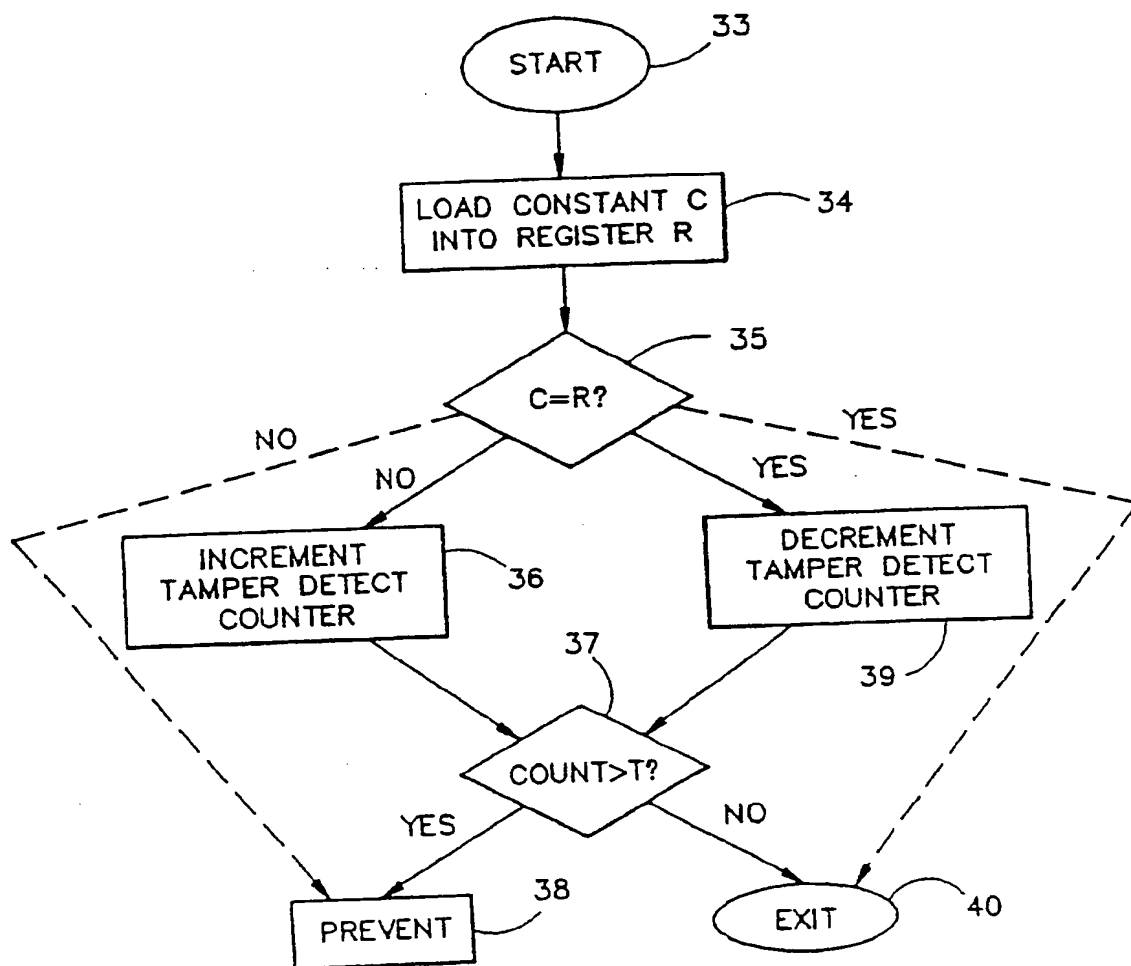 33
START
LOAD CONSTANT C
INTO REGISTER R
34
35
C=R?
NO
YES
NO
YES
INCREMENT
TAMPER DETECT
COUNTER
36
DECREMENT
TAMPER DETECT
COUNTER
39
37
COUNT>T?
YES
NO
PREVENT
38
EXIT
40